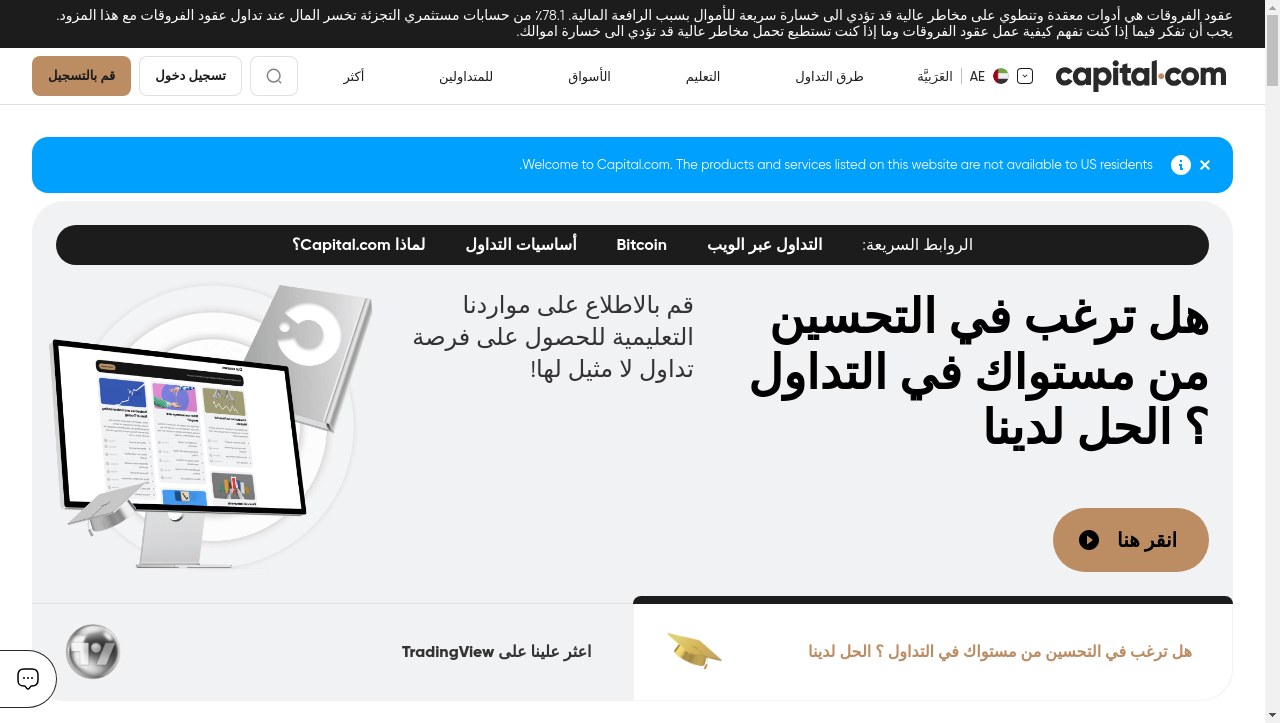 عقود الفروقات هي أدوات معقدة وتنطوي على مخاطر عالية قد تؤدي الى خسارة سريعة للأموال بسبب الرافعة المالية. 78.1٪ من حسابات مستثمري التجزئة تخسر المال عند تداول عقود الفروقات مع هذا المزود.
يجب أن تفكر فيما إذا كنت تفهم كيفية عمل عقود الفروقات وما إذا كنت تستطيع تحمل مخاطر عالية قد تؤدي الى خسارة اموالك.
capital.com
AE العَرَبيَّة
طرق التداول
التعليم
الأسواق
للمتداولين
أكثر
تسجيل دخول
قم بالتسجيل
Welcome to Capital.com. The products and services listed on this website are not available to US residents.
الروابط السريعة: التداول عبر الويب Bitcoin أساسيات التداول لماذا Capital.com؟
هل ترغب في التحسين
من مستواك في التداول
؟ الحل لدينا
قم بالاطلاع على مواردنا
التعليمية للحصول على فرصة
تداول لا مثيل لها!
انقر هنا
هل ترغب في التحسين من مستواك في التداول ؟ الحل لدينا
اعثر علينا على TradingView